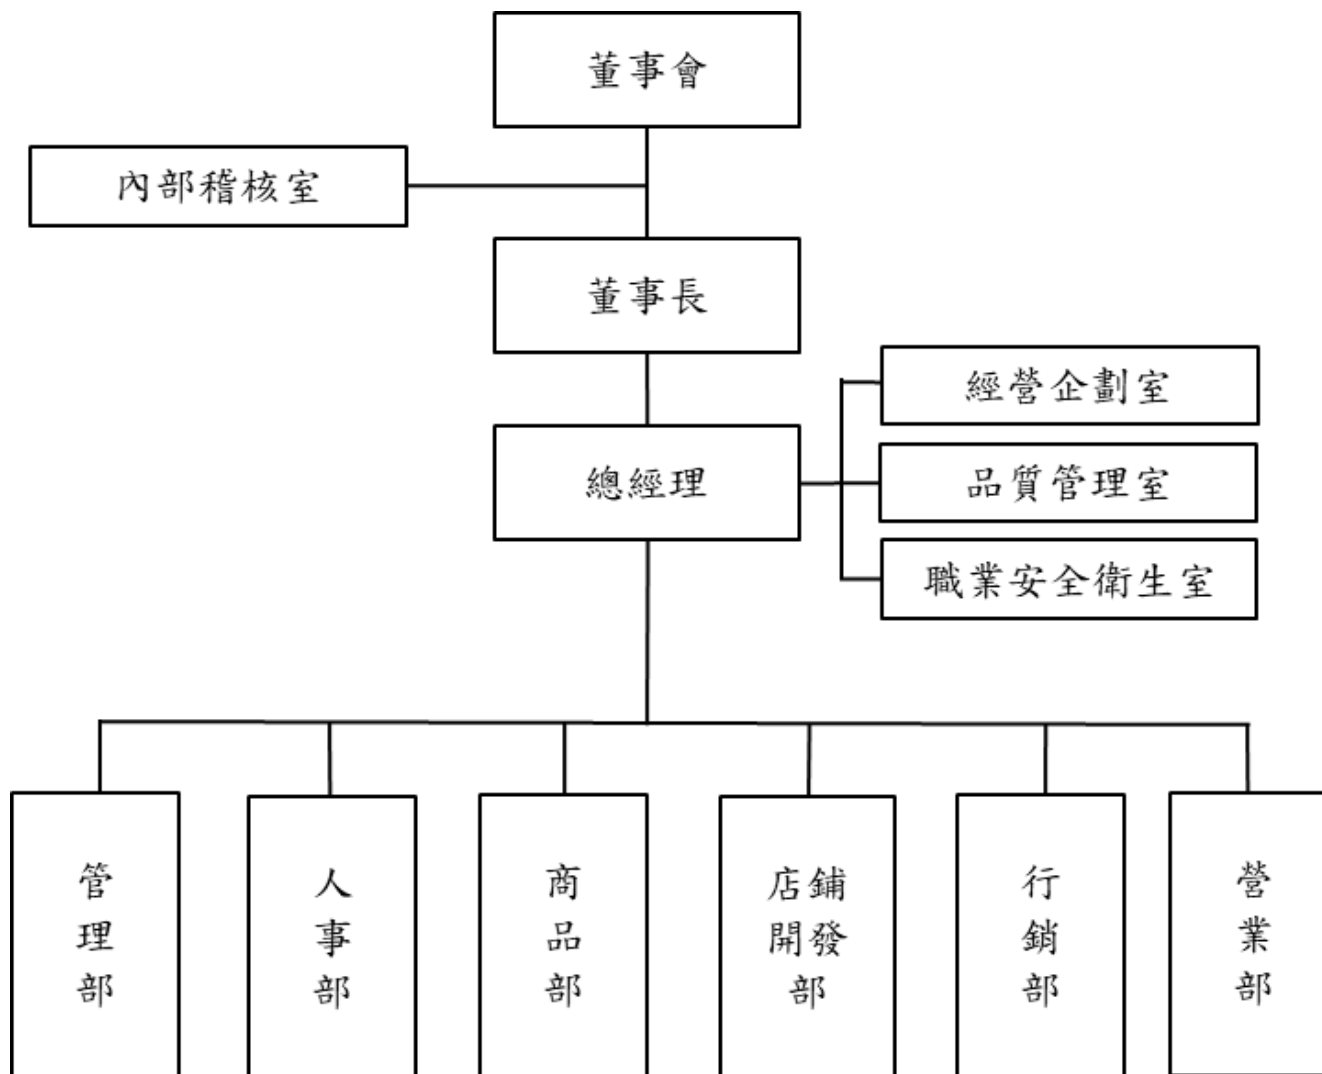 董事會
內部稽核室
董事長
經營企劃室
總經理
品質管理室
職業安全衛生室
管理部
人事部
商品部
店鋪
開發
部
行銷部
營業部